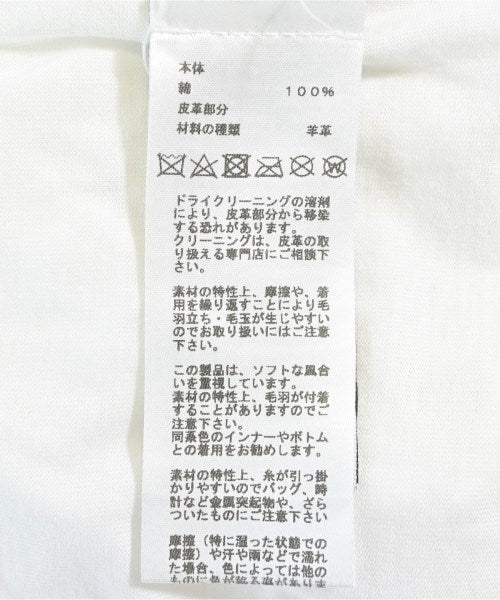 本体
綿 100%
皮革部分
材料の種類 羊革
ドライクリーニングの溶剤
により、皮革部分から移染
する恐れがあります。
クリーニングは、皮革の取
り扱える専門店にご相談下
さい。
素材の特性上、摩擦や、着
用を繰り返すことにより毛
羽立ち・毛玉が生じやすい
のでお取り扱いにはご注意
下さい。
この製品は、ソフトな風合
いを重視しています。
素材の特性上、毛羽が付着
することがありますのでご
注意下さい。
同系色のインナーやボトム
との着用をお勧めします。
素材の特性上、糸が引っ掛
かりやすいのでバッグ、時
計など金属突起物や、ざら
ついたものにご注意下さい
摩擦（特に湿った状態での
摩擦）や汗や雨などで濡れ
た場合、色によっては他の
ものに色が移る事がありま